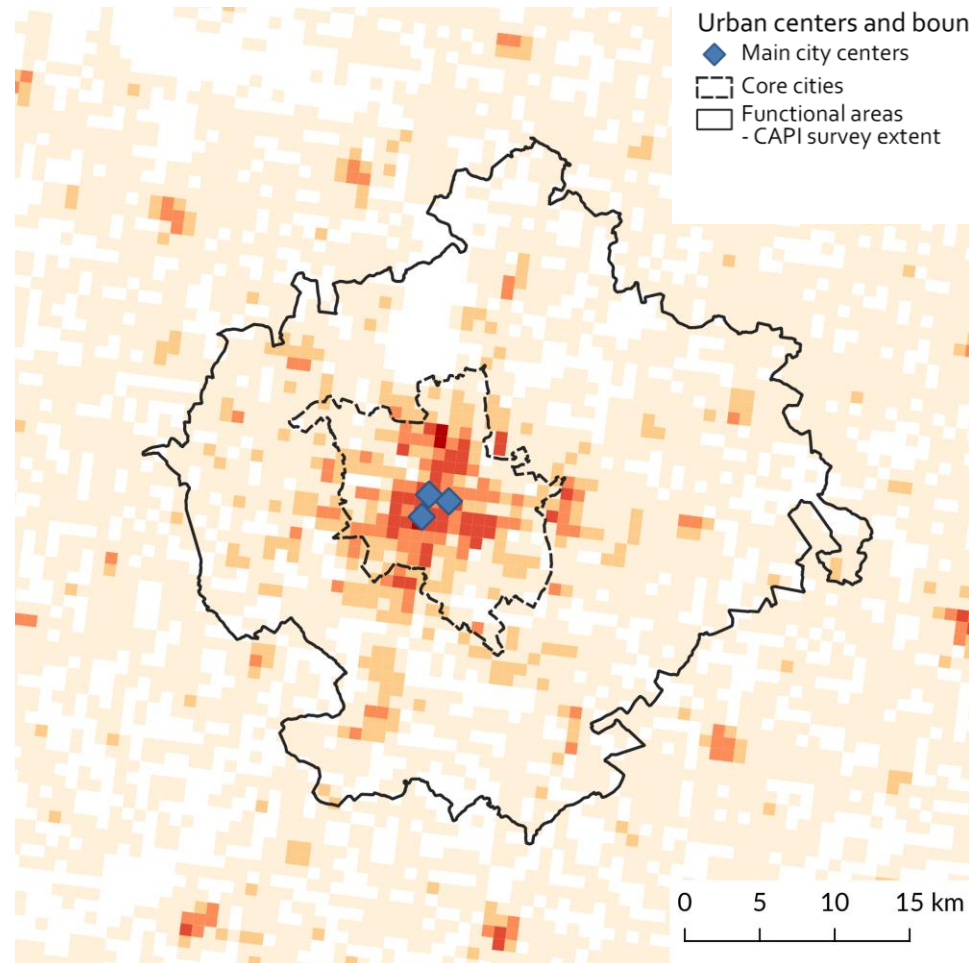 Urban centers and boun
Main city centers
Core cities
Functional areas
- CAPI survey extent
0 5 10 15 km